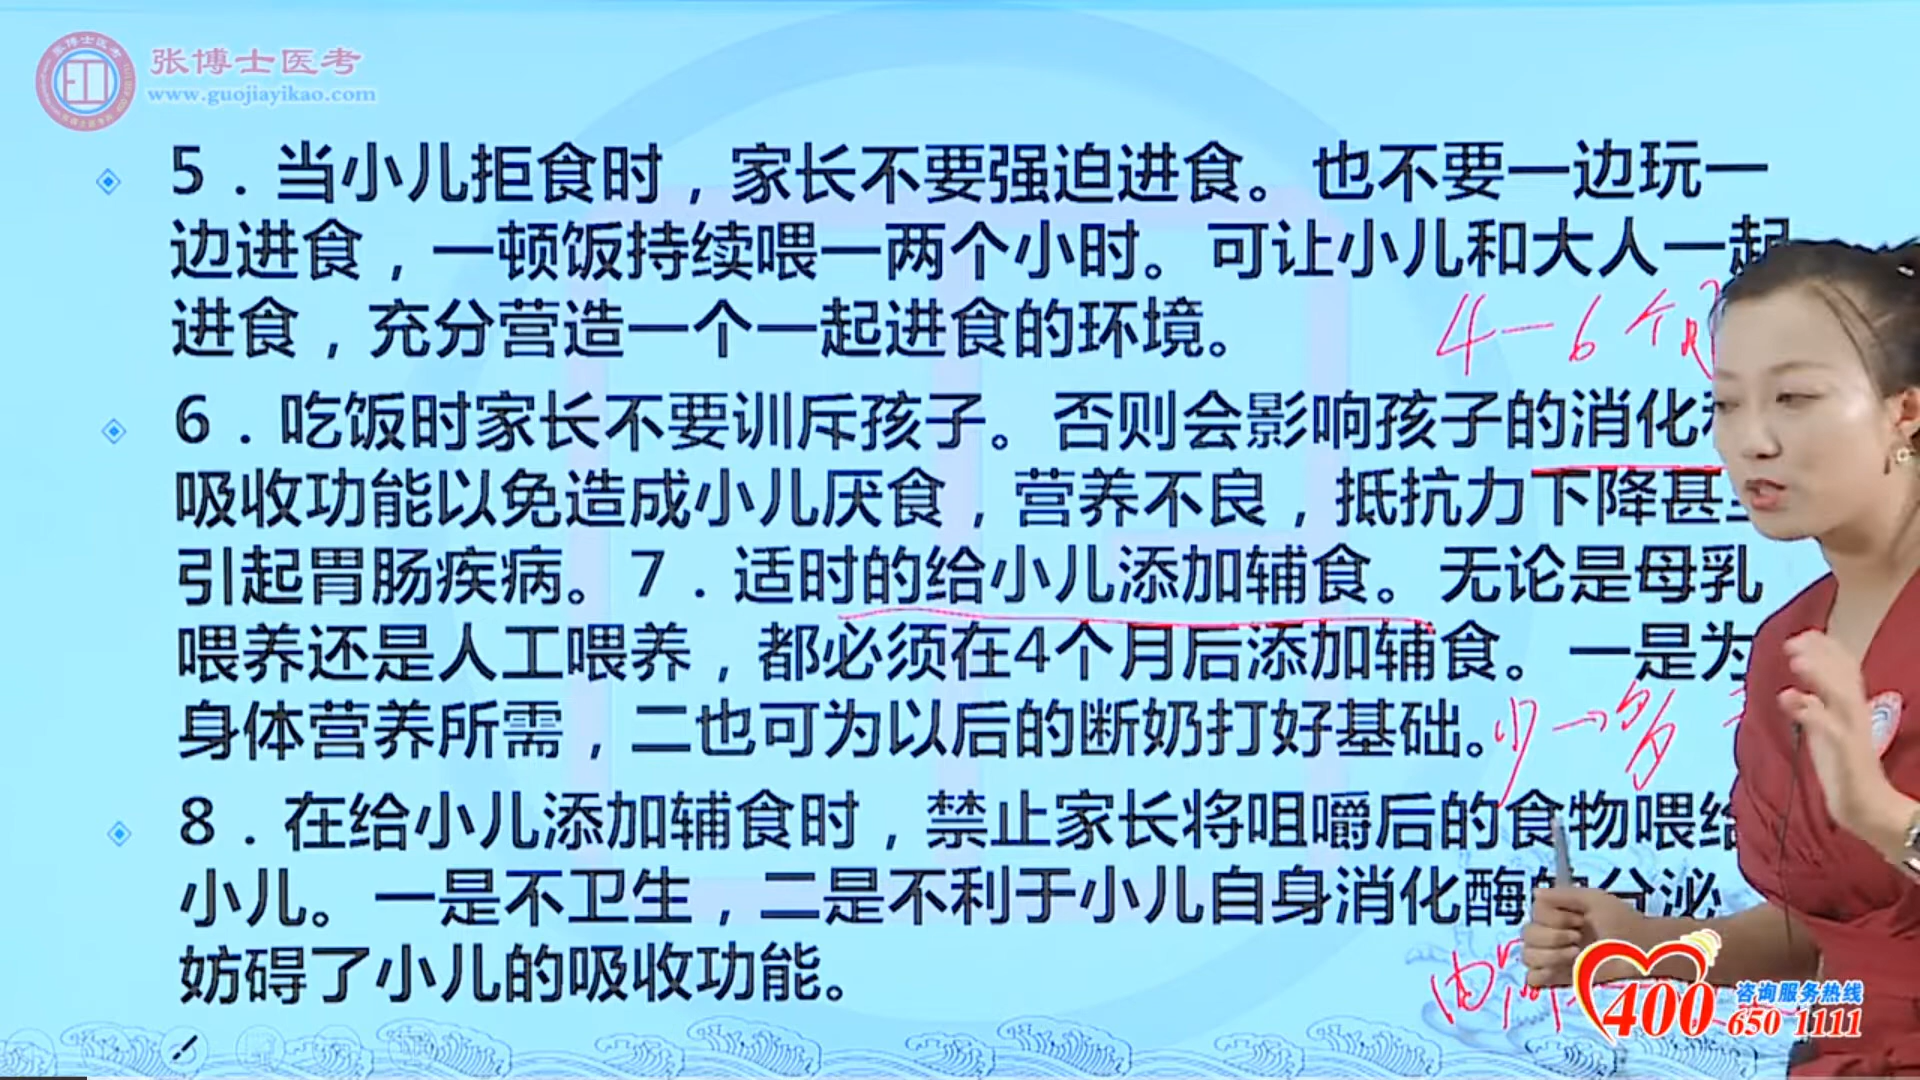 张博士医考
www.guojiayikao.com
5．当小儿拒食时，家长不要强迫进食。也不要一边玩一
边进食，一顿饭持续喂一两个小时。可让小儿和大人一起
进食，充分营造一个一起进食的环境。
4—6个月
6．吃饭时家长不要训斥孩子。否则会影响孩子的消化
吸收功能以免造成小儿厌食，营养不良，抵抗力下降甚至
引起胃肠疾病。7．适时的给小儿添加辅食。无论是母乳
喂养还是人工喂养，都必须在4个月后添加辅食。一是为
身体营养所需，二也可为以后的断奶打好基础。
少→多
8．在给小儿添加辅食时，禁止家长将咀嚼后的食物喂给
小儿。一是不卫生，二是不利于小儿自身消化酶的分泌
妨碍了小儿的吸收功能。
由
400 咨询服务热线
650 1111